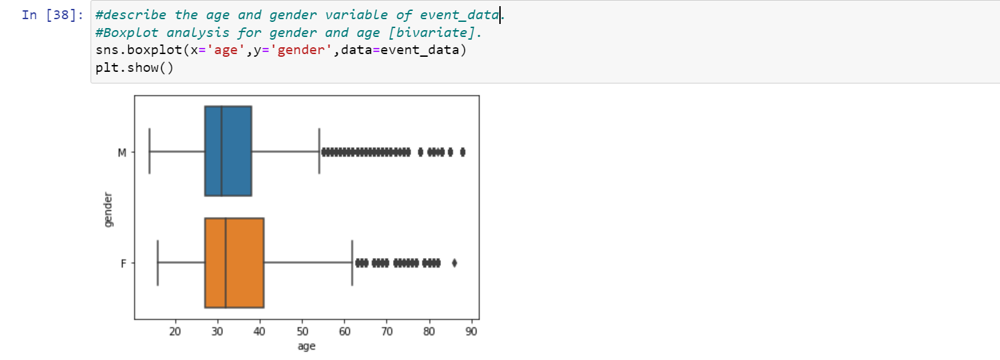 In [38]: #describe the age and gender variable of event_data.
#Boxplot analysis for gender and age [bivariate].
sns.boxplot(x='age',y='gender',data=event_data)
plt.show()
M
gender
F
20 30 40 50 60 70 80 90
age